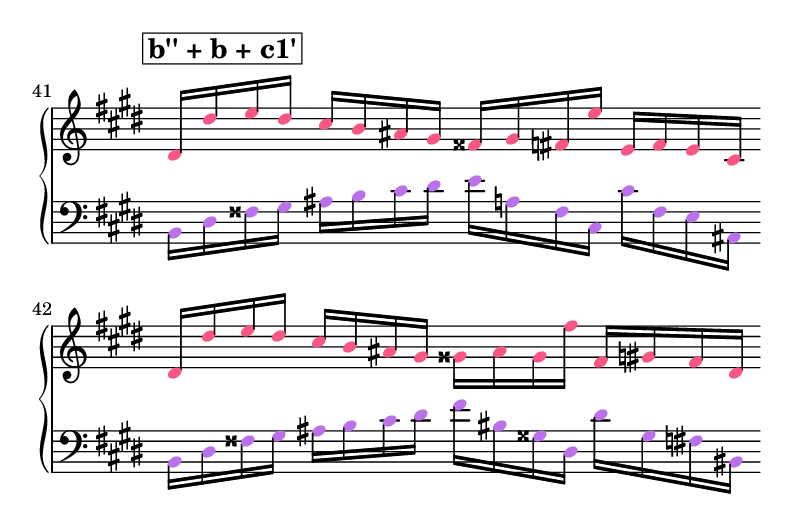 b" + b + c1'
41
42